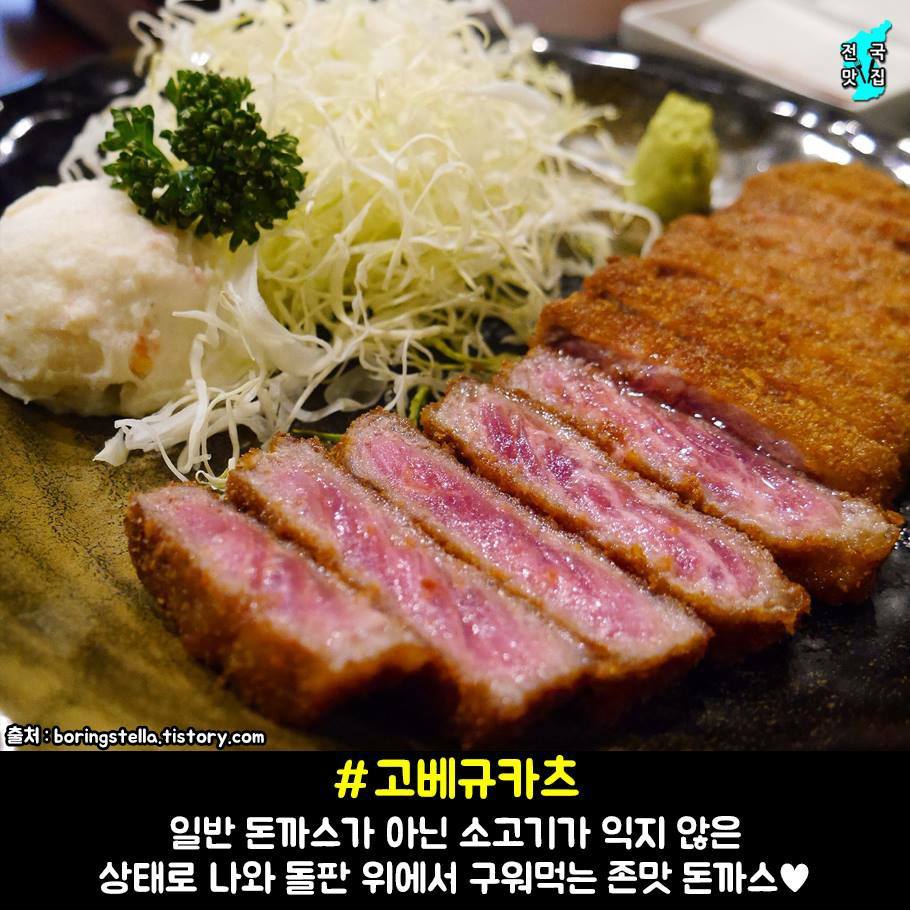 전국
맛집
출처 : boringstella.tistory.com
#고베규카츠
일반 돈까스가 아닌 소고기가 익지 않은
상태로 나와 돌판 위에서 구워먹는 존맛 돈까스♥